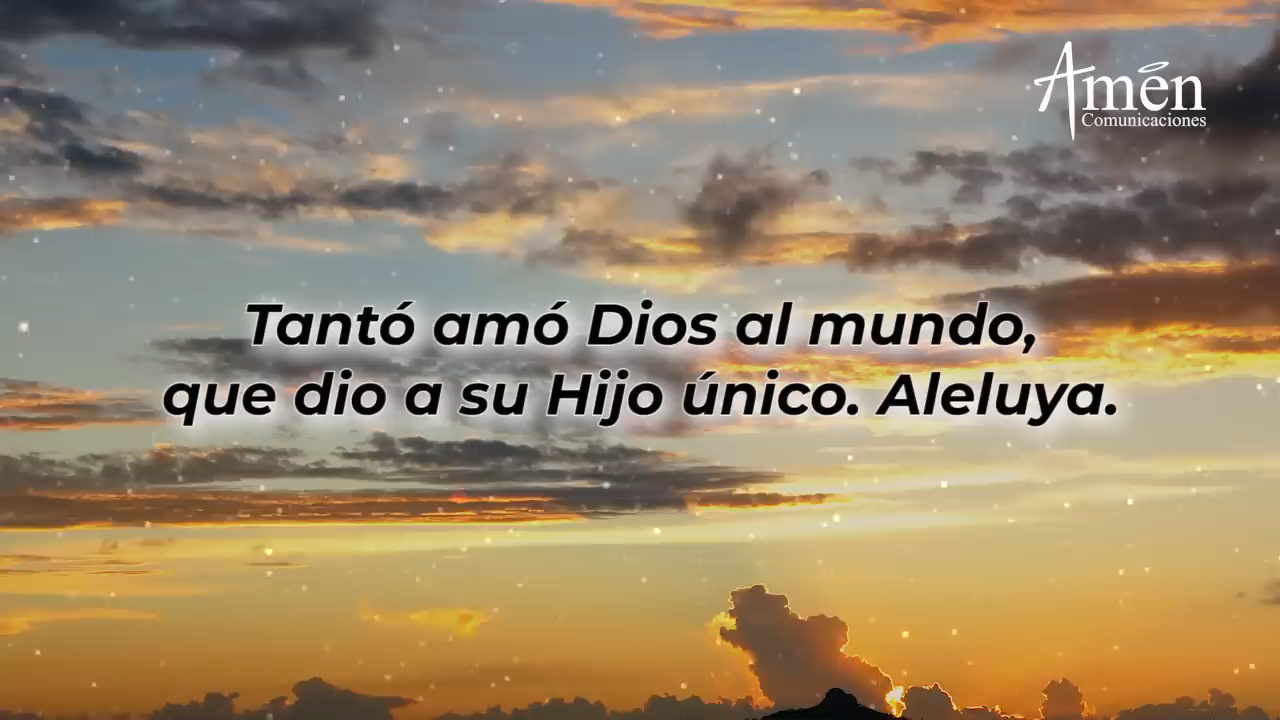 Amén
Comunicaciones
Tantó amó Dios al mundo,
que dio a su Hijo único. Aleluya.